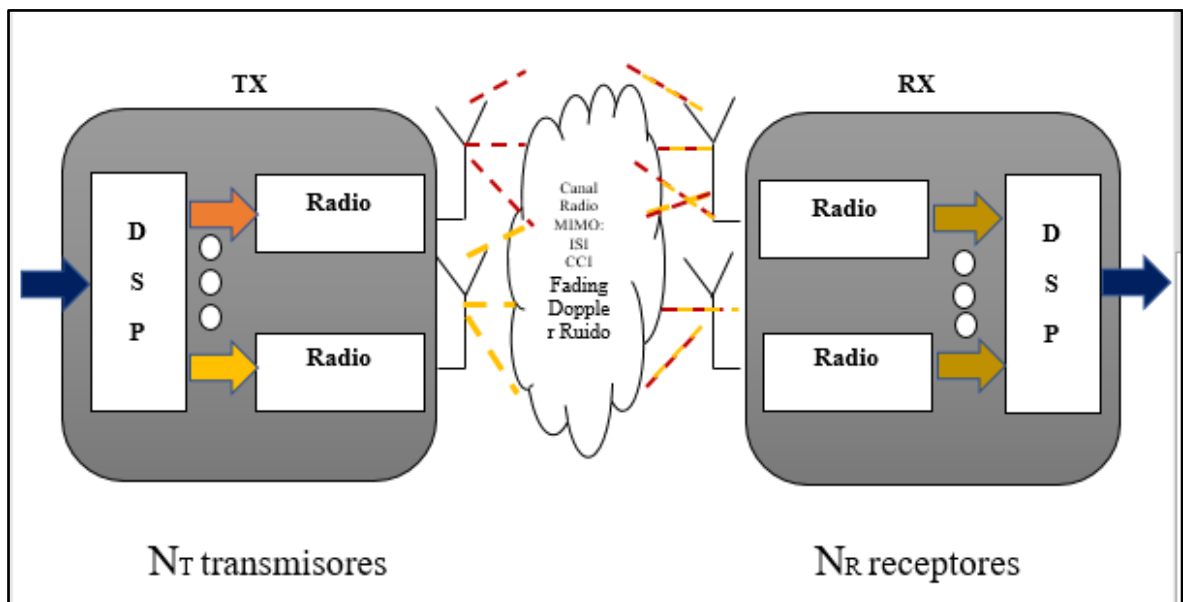 TX
RX
D
S
P
Radio
Radio
Canal
Radio
MIMO:
ISI
CCI
Fading
Dopple
r Ruido
Radio
Radio
D
S
P
NT transmisores
NR receptores